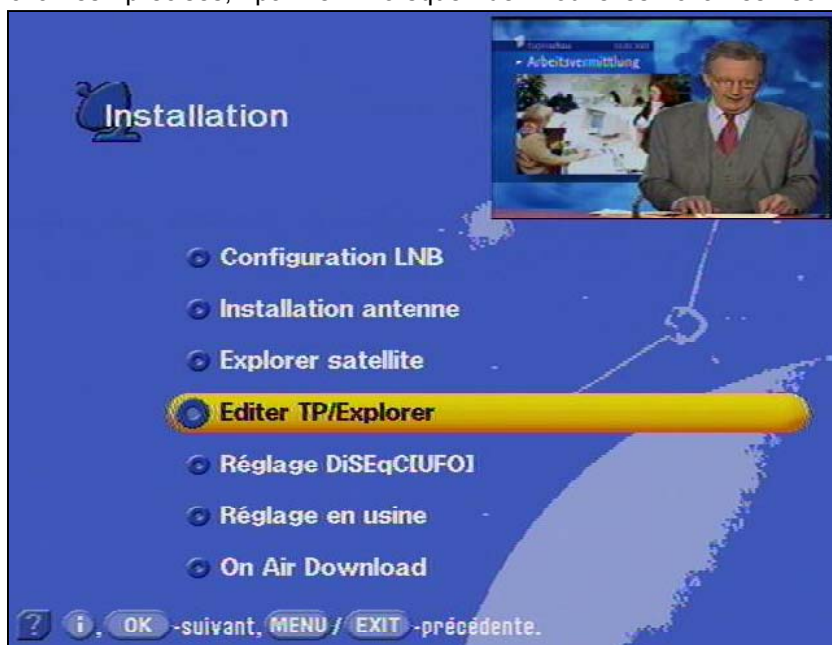 Installation
Tagesschau
- Arbeitsvermittlung
Configuration LNB
Installation antenne
Explorer satellite
Editer TP/Explorer
Réglage DiSEqC[UFO]
Réglage en usine
On Air Download
? i, OK -suivant, MENU / EXIT -précédente.